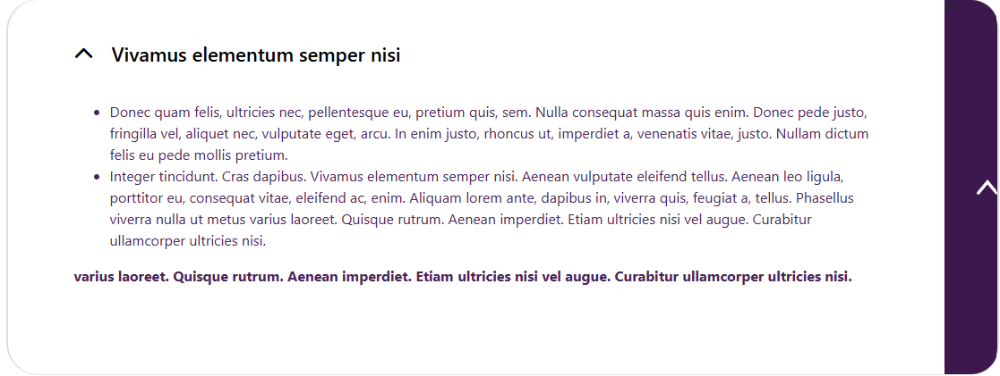 Vivamus elementum semper nisi
Donec quam felis, ultricies nec, pellentesque eu, pretium quis, sem. Nulla consequat massa quis enim. Donec pede justo,
fringilla vel, aliquet nec, vulputate eget, arcu. In enim justo, rhoncus ut, imperdiet a, venenatis vitae, justo. Nullam dictum
felis eu pede mollis pretium.
Integer tincidunt. Cras dapibus. Vivamus elementum semper nisi. Aenean vulputate eleifend tellus. Aenean leo ligula,
porttitor eu, consequat vitae, eleifend ac, enim. Aliquam lorem ante, dapibus in, viverra quis, feugiat a, tellus. Phasellus
viverra nulla ut metus varius laoreet. Quisque rutrum. Aenean imperdiet. Etiam ultricies nisi vel augue. Curabitur
ullamcorper ultricies nisi.
varius laoreet. Quisque rutrum. Aenean imperdiet. Etiam ultricies nisi vel augue. Curabitur ullamcorper ultricies nisi.